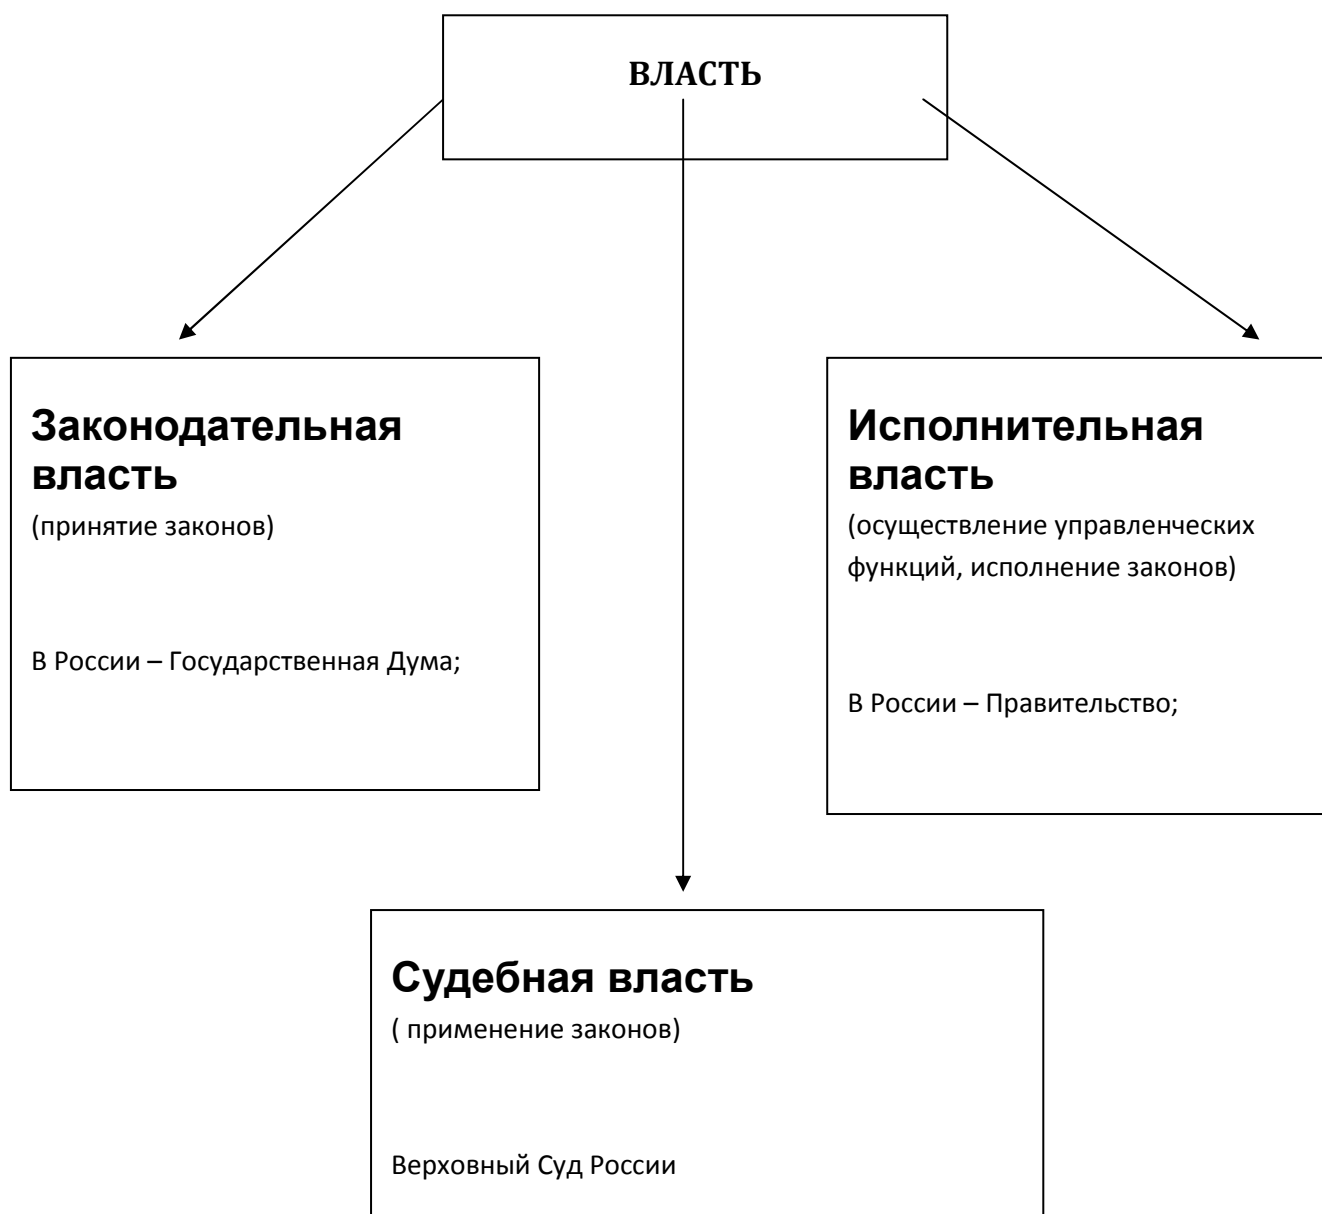 ВЛАСТЬ
Законодательная
власть
(принятие законов)
В России – Государственная Дума;
Исполнительная
власть
(осуществление управленческих
функций, исполнение законов)
В России – Правительство;
Судебная власть
( применение законов)
Верховный Суд России